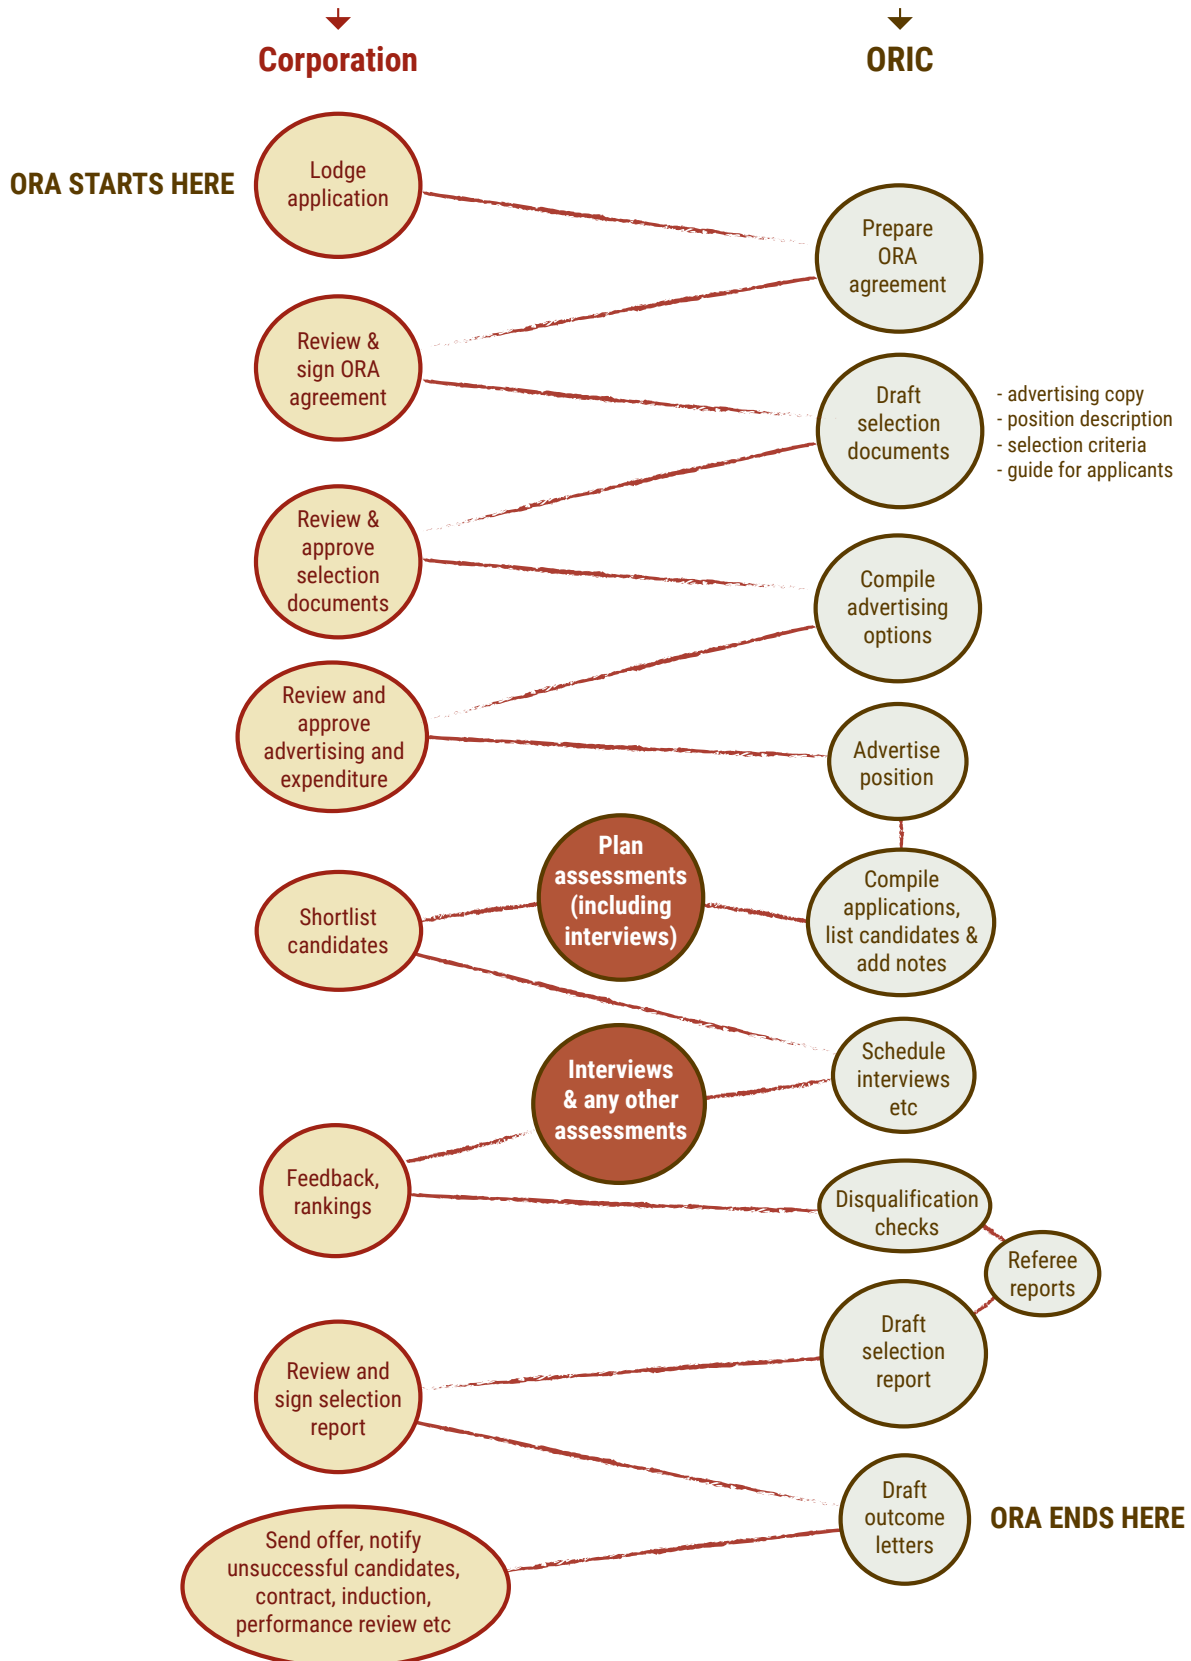 Corporation
ORIC
ORA STARTS HERE
Lodge
application
Prepare
ORA
agreement
Review &
sign ORA
agreement
Draft
selection
documents
- advertising copy
- position description
- selection criteria
- guide for applicants
Review &
approve
selection
documents
Compile
advertising
options
Review and
approve
advertising and
expenditure
Advertise
position
Plan
assessments
(including
interviews)
Compile
applications,
list candidates &
add notes
Shortlist
candidates
Schedule
interviews
etc
Interviews
& any other
assessments
Feedback,
rankings
Disqualification
checks
Referee
reports
Draft
selection
report
Review and
sign selection
report
Draft
outcome
letters
ORA ENDS HERE
Send offer, notify
unsuccessful candidates,
contract, induction,
performance review etc